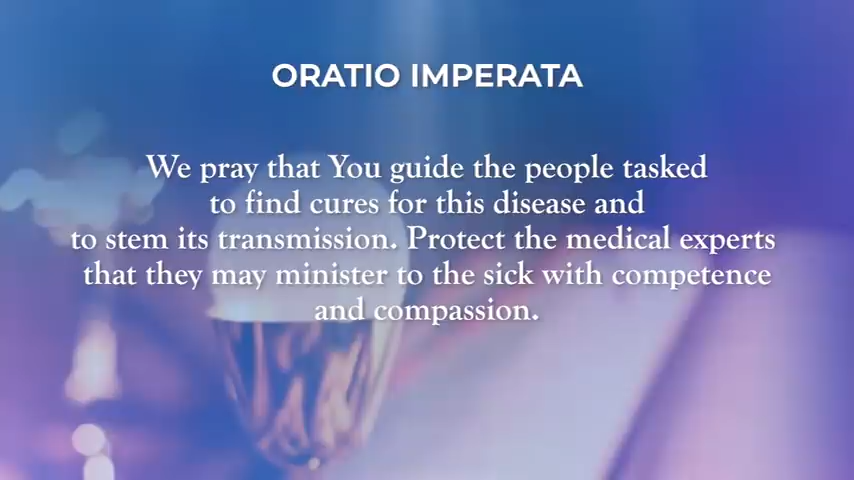 ORATIO IMPERATA
We pray that You guide the people tasked
to find cures for this disease and
to stem its transmission. Protect the medical experts
that they may minister to the sick with competence
and compassion.